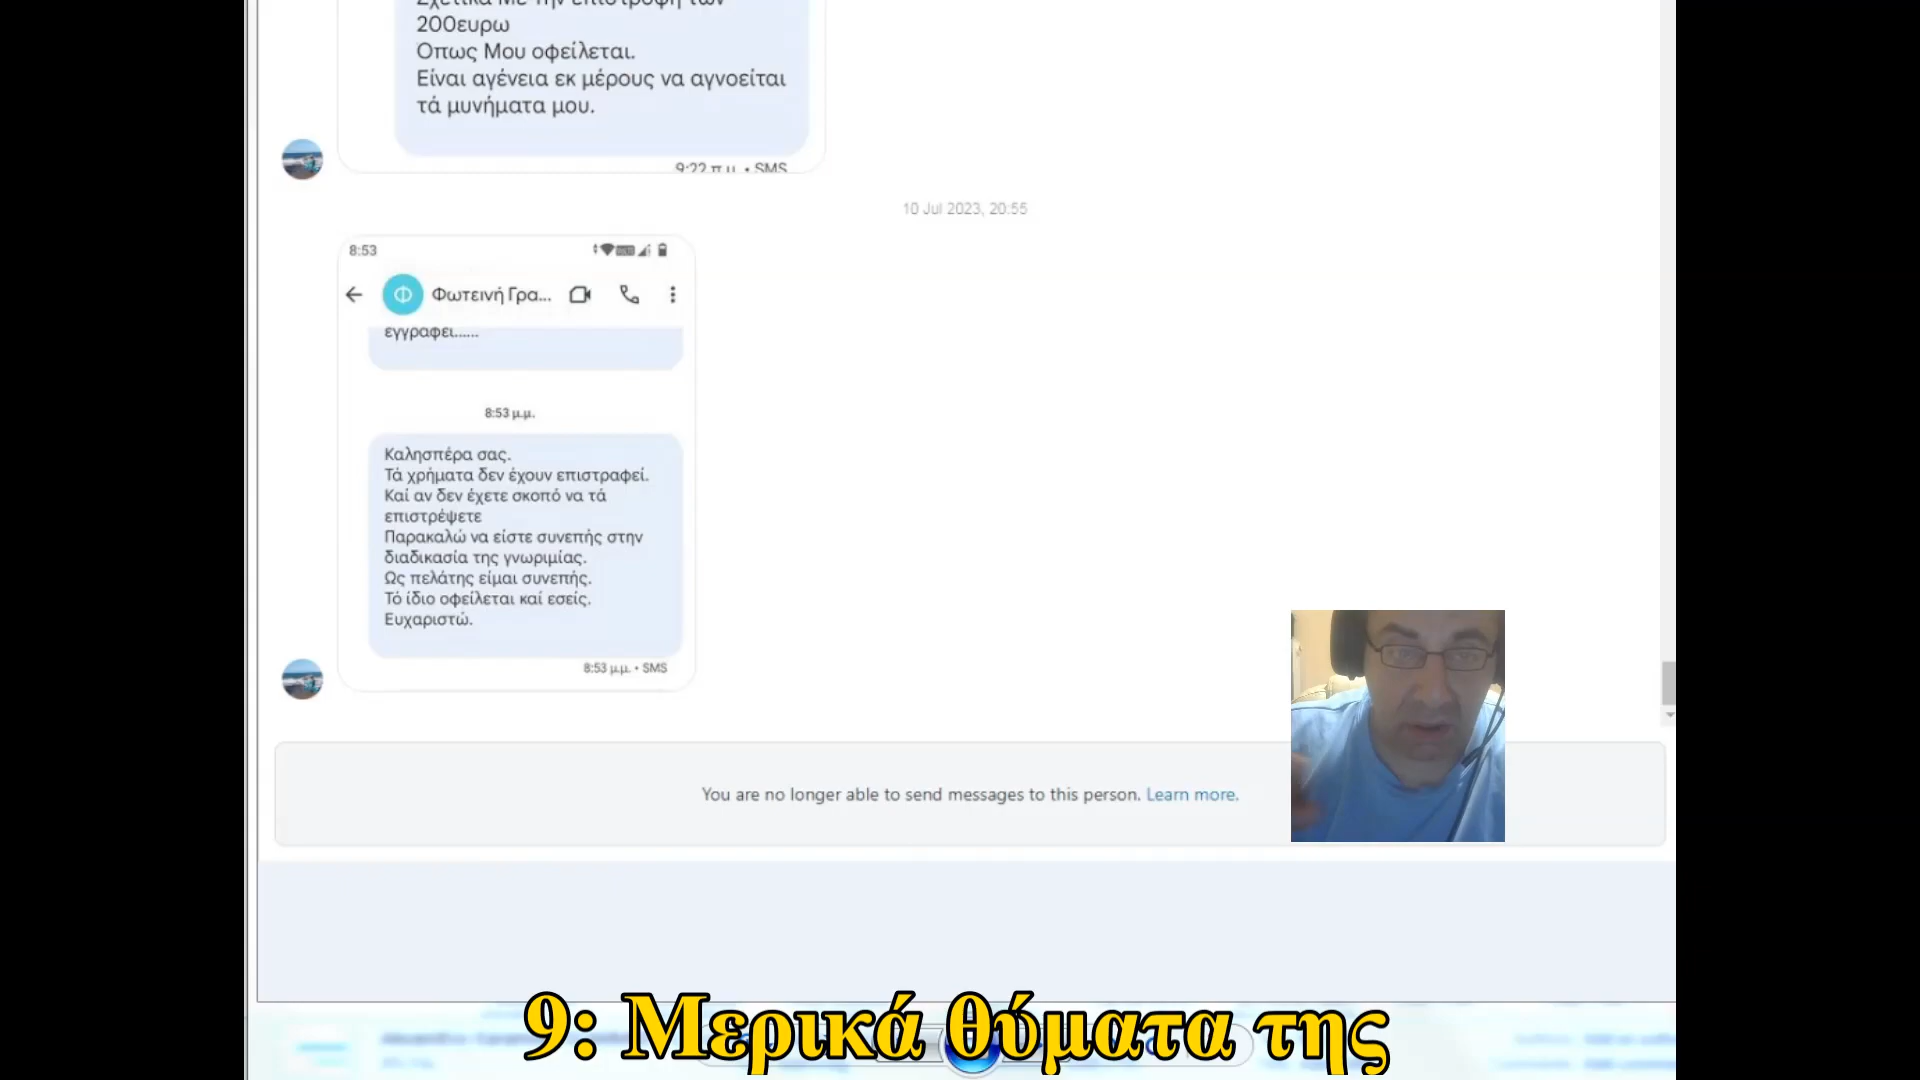 200ευρω
Οπως Μου οφείλεται.
Είναι αγένεια εκ μέρους να αγνοείται
τά μυνήματα μου.
9:22 π.μ. • SMS
10 Jul 2023, 20:55
8:53
Φ Φωτεινή Γρα...
εγγραφεί......
8:53 μ.μ.
Καλησπέρα σας.
Τά χρήματα δεν έχουν επιστραφεί.
Καί αν δεν έχετε σκοπό να τά
επιστρέψετε
Παρακαλώ να είστε συνεπής στην
διαδικασία της γνωριμίας.
Ως πελάτης είμαι συνεπής.
Τό ίδιο οφείλεται καί εσείς.
Ευχαριστώ.
8:53 μ.μ. • SMS
You are no longer able to send messages to this person. Learn more.
9: Μερικά θύματα της